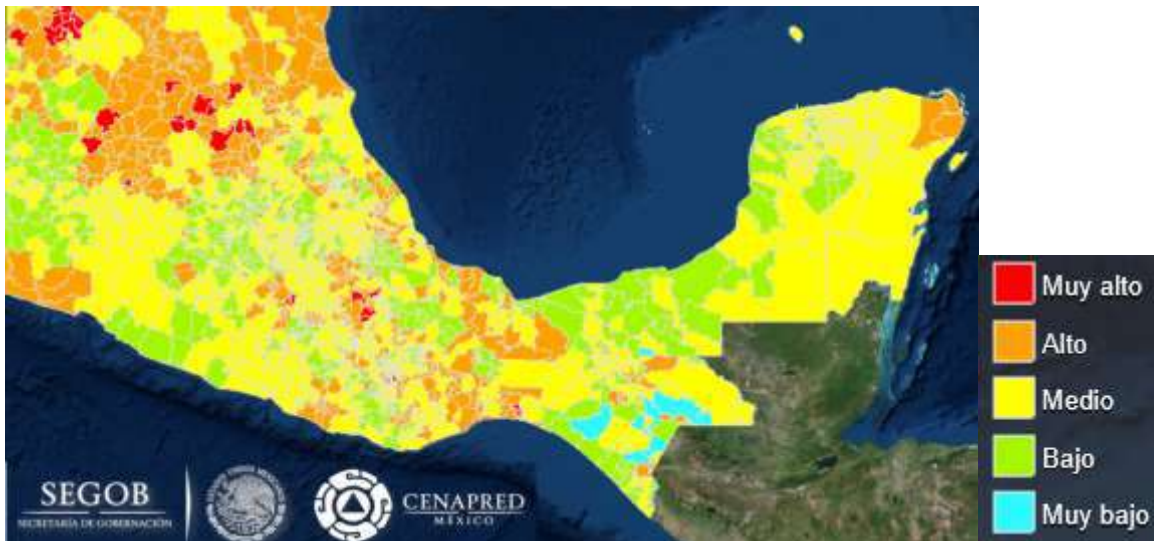 SEGOB
SECRETARÍA DE GOBERNACIÓN
CENAPRED
MÉXICO
Muy alto
Alto
Medio
Bajo
Muy bajo